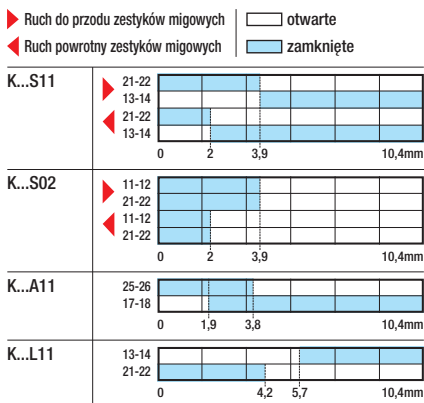 Ruch do przodu zestyków migowych otwarte
Ruch powrotny zestyków migowych zamknięte
K...S11
21-22
13-14
21-22
13-14
0 2 3,9 10,4mm
K...S02
11-12
21-22
11-12
21-22
0 2 3,9 10,4mm
K...A11
25-26
17-18
0 1,9 3,8 10,4mm
K...L11
13-14
21-22
0 4,2 5,7 10,4mm